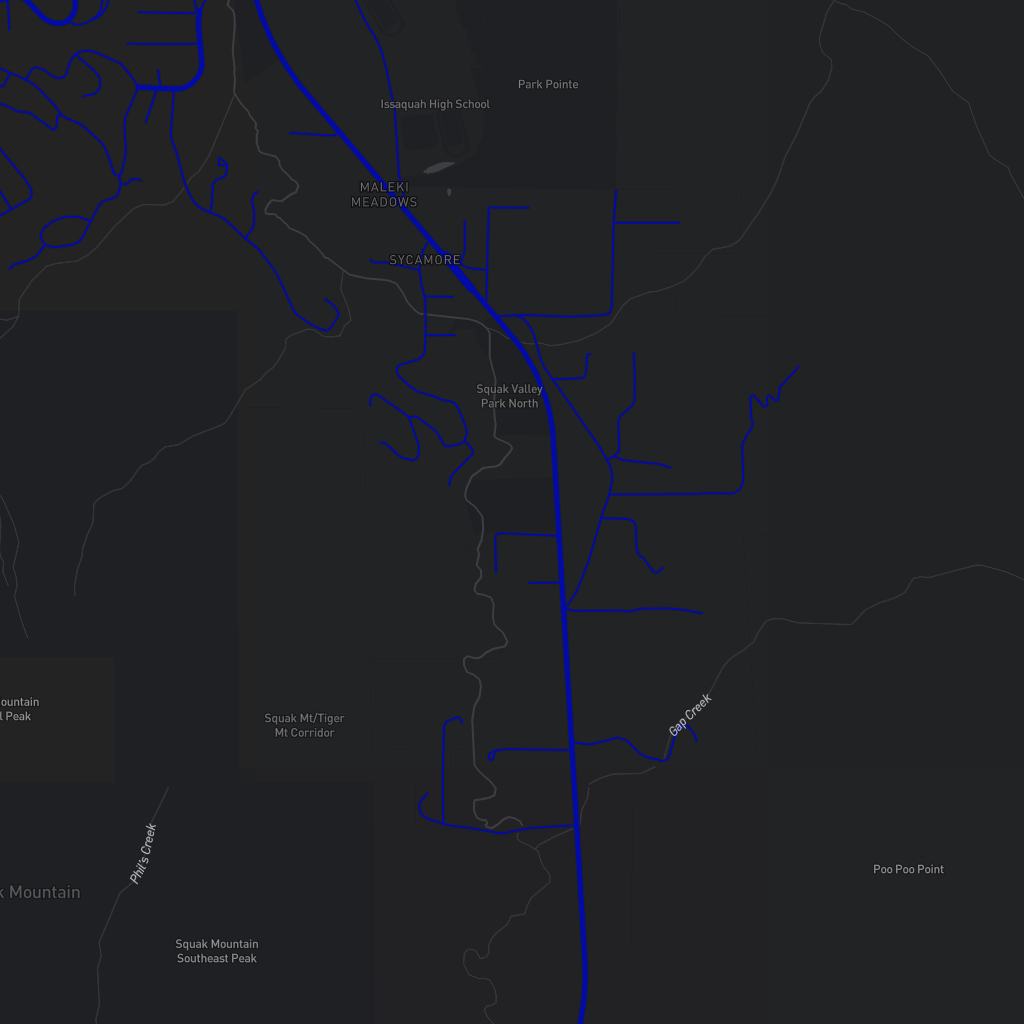 Park Pointe
Issaquah High School
MALEKI
MEADOWS
SYCAMORE
Squak Valley
Park North
ountain
l Peak
Gap Creek
Squak Mt/Tiger
Mt Corridor
Phil's Creek
Poo Poo Point
k Mountain
Squak Mountain
Southeast Peak